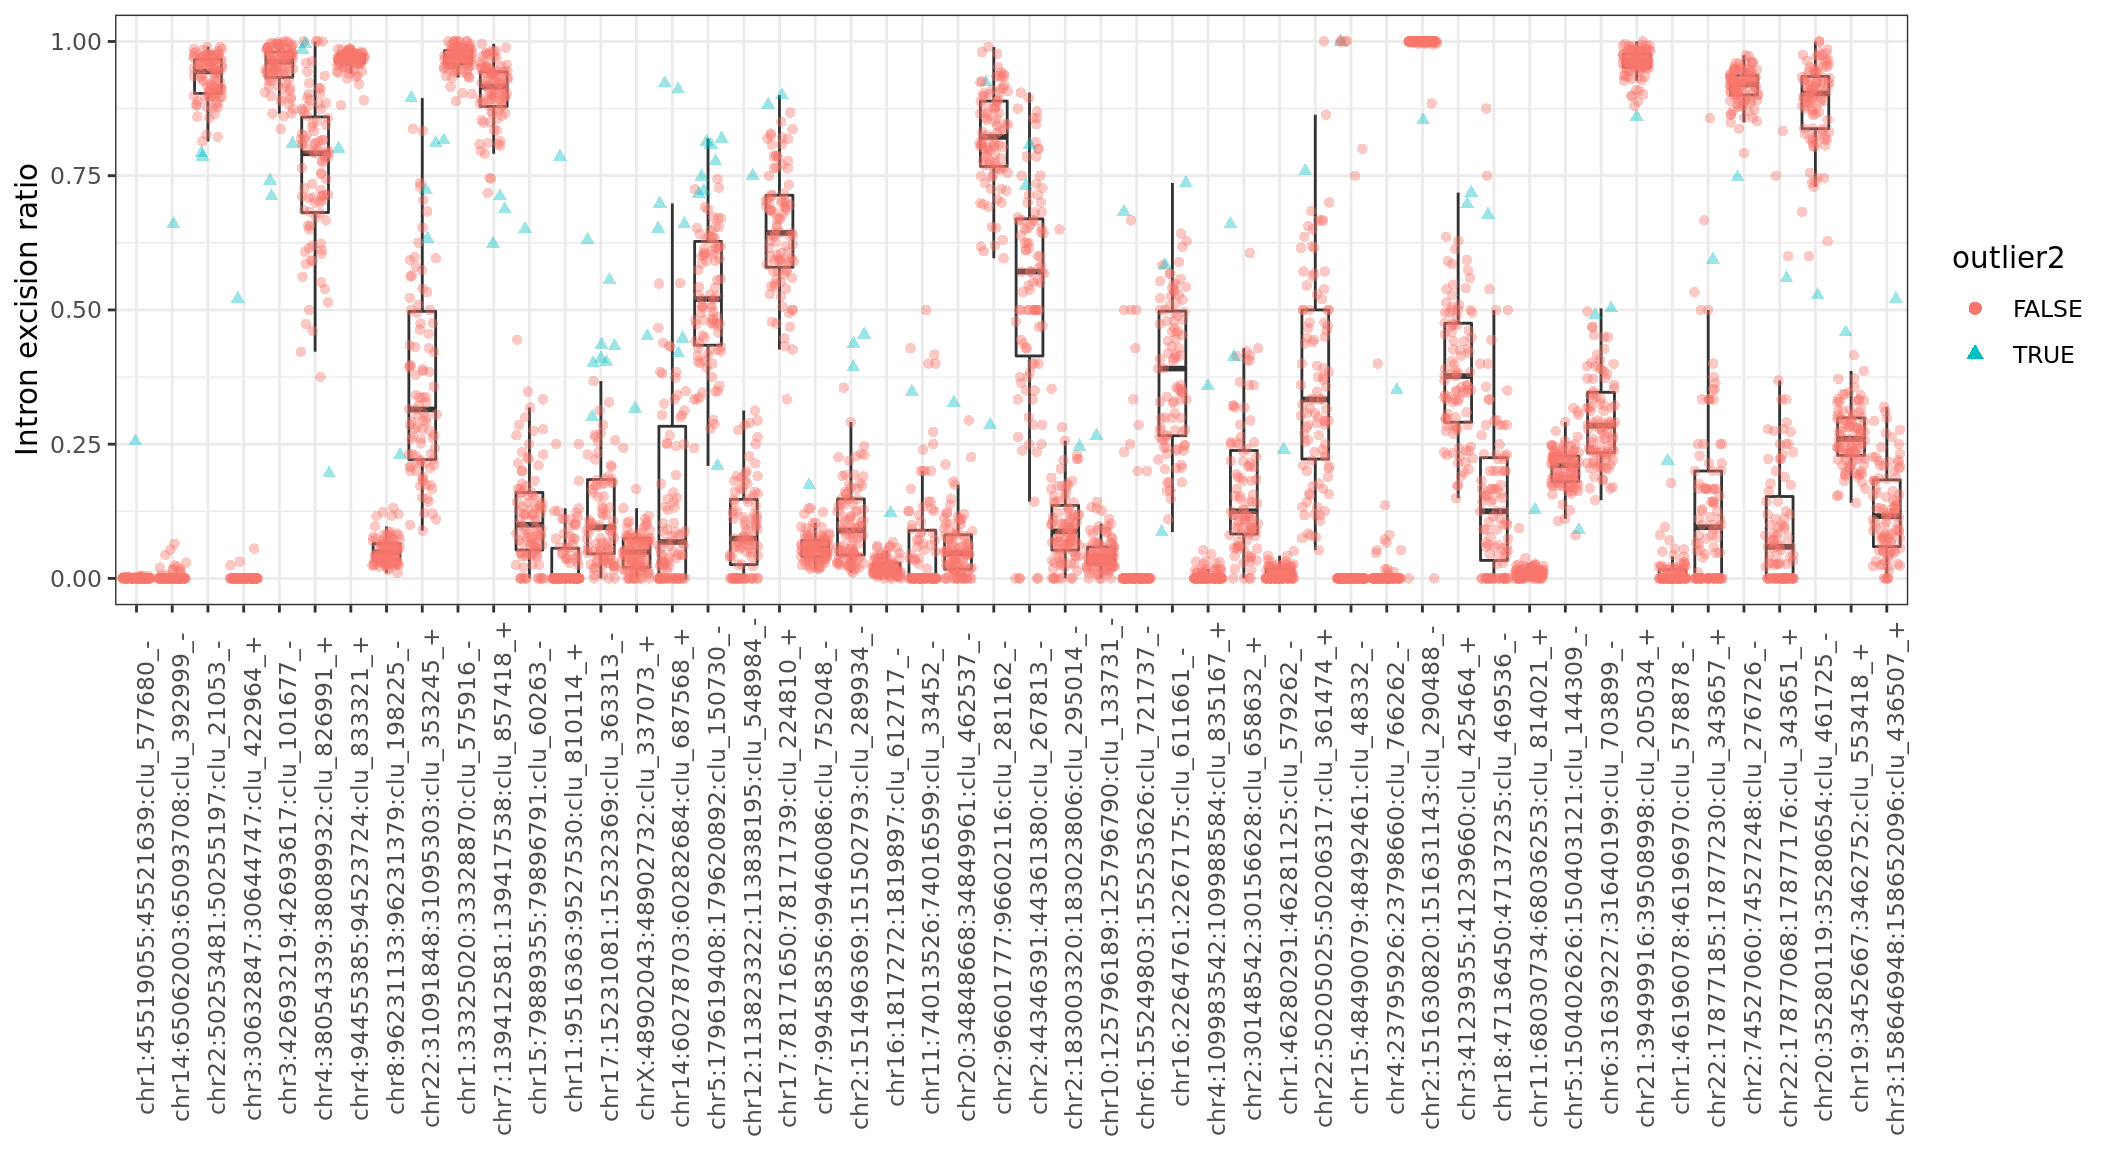 Intron excision ratio
1.00
0.75
0.50
0.25
0.00
chr1:45519055:45521639:clu_577680_-
chr14:65062003:65093708:clu_392999_-
chr22:50253481:50255197:clu_21053_-
chr3:30632847:30644747:clu_422964_+
chr3:42693219:42693617:clu_101677_-
chr4:38054339:38089932:clu_826991_+
chr4:94455385:94523724:clu_833321_+
chr8:96231133:96231379:clu_198225_-
chr22:31091848:31095303:clu_353245_+
chr1:33325020:33328870:clu_575916_-
chr7:139412581:139417538:clu_857418_+
chr15:79889355:79896791:clu_60263_-
chr11:9516363:9527530:clu_810114_+
chr17:15231081:15232369:clu_363313_-
chrX:48902043:48902732:clu_337073_+
chr14:60278703:60282684:clu_687568_+
chr5:179619408:179620892:clu_150730_-
chr12:113823322:113838195:clu_548984_-
chr17:78171650:78171739:clu_224810_+
chr7:99458356:99460086:clu_752048_-
chr2:151496369:151502793:clu_289934_-
chr16:1817272:1819897:clu_612717_-
chr11:74013526:74016599:clu_33452_-
chr20:34848668:34849961:clu_462537_-
chr2:96601777:96602116:clu_281162_-
chr2:44346391:44361380:clu_267813_-
chr2:183003320:183023806:clu_295014_-
chr10:125796189:125796790:clu_133731_-
chr6:155249803:155253626:clu_721737_-
chr16:22644761:22677175:clu_611661_-
chr4:109983542:109988584:clu_835167_+
chr2:30148542:30156628:clu_658632_+
chr1:46280291:46281125:clu_579262_-
chr22:50205025:50206317:clu_361474_+
chr15:48490079:48492461:clu_48332_-
chr4:23795926:23798660:clu_766262_-
chr2:151630820:151631143:clu_290488_-
chr3:41239355:41239660:clu_425464_+
chr18:47136450:47137235:clu_469536_-
chr11:68030734:68036253:clu_814021_+
chr5:150402626:150403121:clu_144309_-
chr6:31639227:31640199:clu_703899_-
chr21:39499916:39508998:clu_205034_+
chr1:46196078:46196970:clu_578878_-
chr22:17877185:17877230:clu_343657_+
chr2:74527060:74527248:clu_276726_-
chr22:17877068:17877176:clu_343651_+
chr20:35280119:35280654:clu_461725_-
chr19:34526667:3462752:clu_553418_+
chr3:158646948:158652096:clu_436507_+
outlier2
FALSE
TRUE